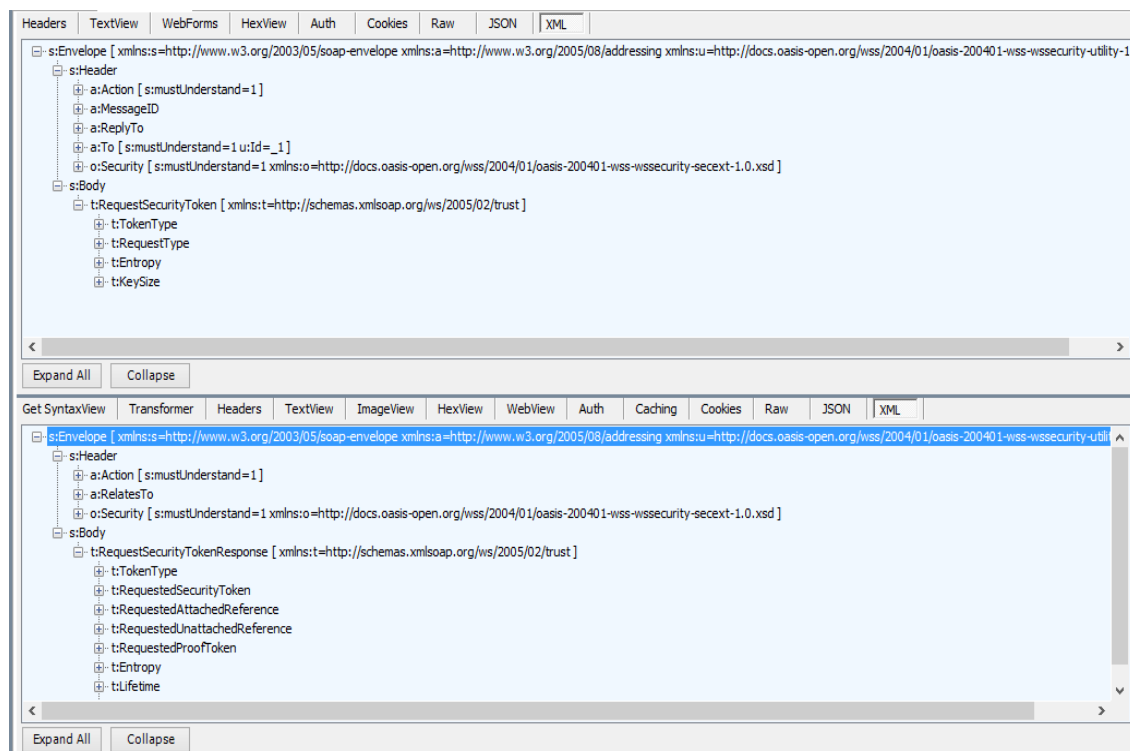 Headers TextView WebForms HexView Auth Cookies Raw JSON XML
s:Envelope [ xmlns:s=http://www.w3.org/2003/05/soap-envelope xmlns:a=http://www.w3.org/2005/08/addressing xmlns:u=http://docs.oasis-open.org/wss/2004/01/oasis-200401-wss-wssecurity-utility-1
s:Header
a:Action [ s:mustUnderstand=1 ]
a:MessageID
a:ReplyTo
a:To [ s:mustUnderstand=1 u:Id=_1 ]
o:Security [ s:mustUnderstand=1 xmlns:o=http://docs.oasis-open.org/wss/2004/01/oasis-200401-wss-wssecurity-secext-1.0.xsd ]
s:Body
t:RequestSecurityToken [ xmlns:t=http://schemas.xmlsoap.org/ws/2005/02/trust ]
t:TokenType
t:RequestType
t:Entropy
t:KeySize
Expand All Collapse
Get SyntaxView Transformer Headers TextView ImageView HexView WebView Auth Caching Cookies Raw JSON XML
s:Envelope [ xmlns:s=http://www.w3.org/2003/05/soap-envelope xmlns:a=http://www.w3.org/2005/08/addressing xmlns:u=http://docs.oasis-open.org/wss/2004/01/oasis-200401-wss-wssecurity-utili
s:Header
a:Action [ s:mustUnderstand=1 ]
a:RelatesTo
o:Security [ s:mustUnderstand=1 xmlns:o=http://docs.oasis-open.org/wss/2004/01/oasis-200401-wss-wssecurity-secext-1.0.xsd ]
s:Body
t:RequestSecurityTokenResponse [ xmlns:t=http://schemas.xmlsoap.org/ws/2005/02/trust ]
t:TokenType
t:RequestedSecurityToken
t:RequestedAttachedReference
t:RequestedUnattachedReference
t:RequestedProofToken
t:Entropy
t:Lifetime
Expand All Collapse